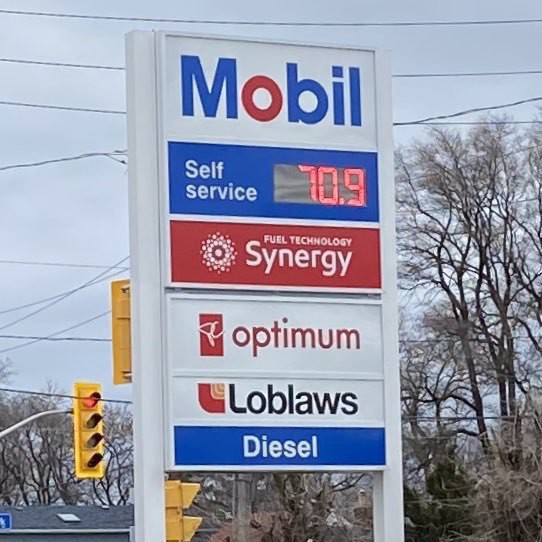 Mobil
Self
service
70.9
FUEL TECHNOLOGY
Synergy
optimum
Loblaws
Diesel